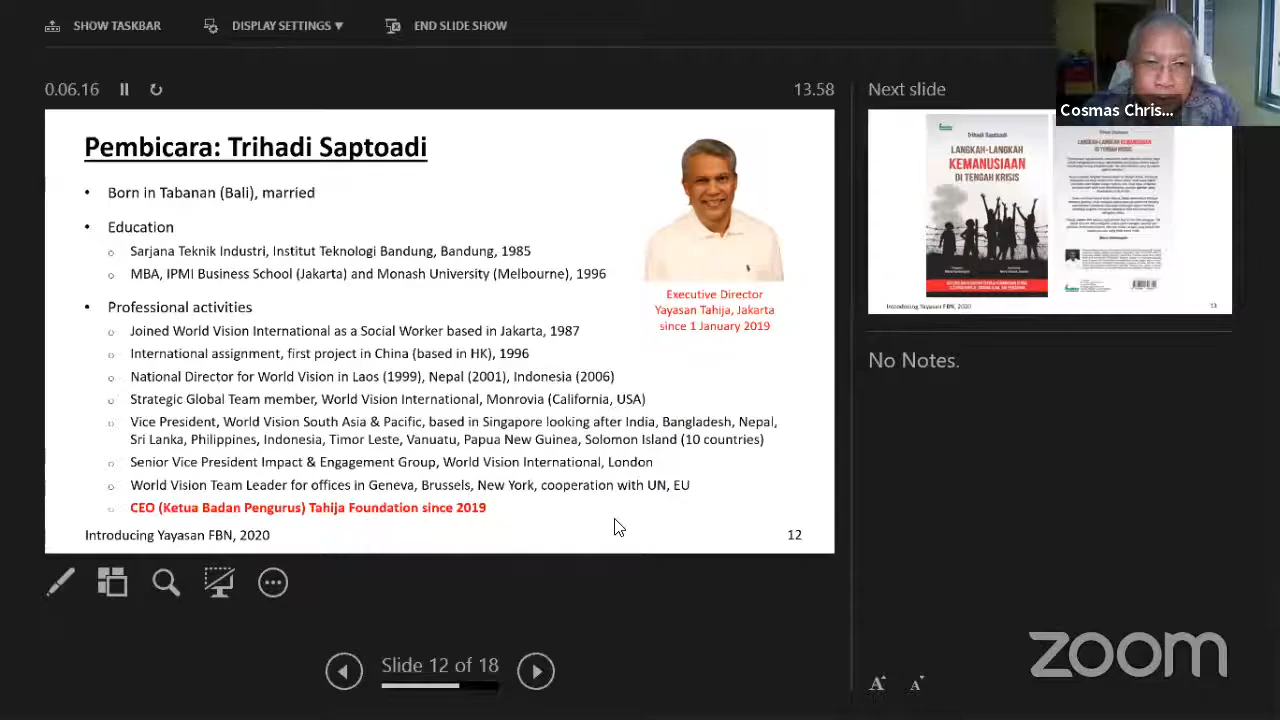 SHOW TASKBAR
DISPLAY SETTINGS ▼
END SLIDE SHOW
0.06.16
13.58
Next slide
Cosmas Chris...
Pembicara: Trihadi Saptoadi
• Born in Tabanan (Bali), married
• Education
o Sarjana Teknik Industri, Institut Teknologi Bandung, Bandung, 1985
o MBA, IPMI Business School (Jakarta) and Monash University (Melbourne), 1996
• Professional activities
o Joined World Vision International as a Social Worker based in Jakarta, 1987
o International assignment, first project in China (based in HK), 1996
o National Director for World Vision in Laos (1999), Nepal (2001), Indonesia (2006)
o Strategic Global Team member, World Vision International, Monrovia (California, USA)
o Vice President, World Vision South Asia & Pacific, based in Singapore looking after India, Bangladesh, Nepal,
Sri Lanka, Philippines, Indonesia, Timor Leste, Vanuatu, Papua New Guinea, Solomon Island (10 countries)
o Senior Vice President Impact & Engagement Group, World Vision International, London
o World Vision Team Leader for offices in Geneva, Brussels, New York, cooperation with UN, EU
o CEO (Ketua Badan Pengurus) Tahija Foundation since 2019
Executive Director
Yayasan Tahija, Jakarta
since 1 January 2019
Introducing Yayasan FBN, 2020
12
Trihadi Saptoadi
LANGKAH-LANGKAH
KEMANUSIAAN
DI TENGAH KRISIS
LANGKAH-LANGKAH KEMANUSIAAN
DI TENGAH KRISIS
Introducing Yayasan FBN, 2020
13
No Notes.
Slide 12 of 18
A A
zoom